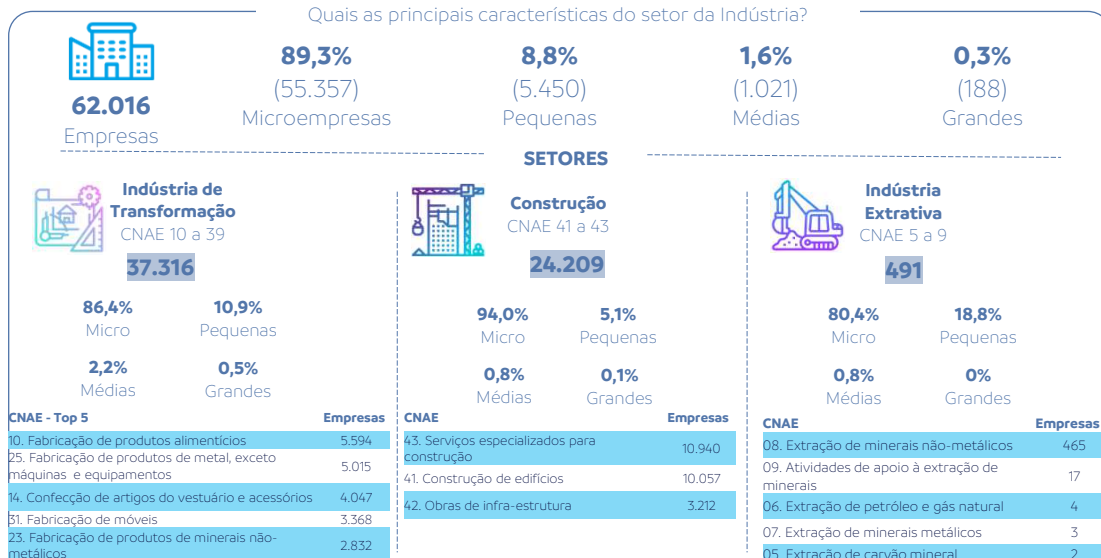 Quais as principais características do setor da Indústria?
62.016
Empresas
89,3%
(55.357)
Microempresas
8,8%
(5.450)
Pequenas
1,6%
(1.021)
Médias
0,3%
(188)
Grandes
SETORES
Indústria de
Transformação
CNAE 10 a 39
37.316
86,4%
Micro
10,9%
Pequenas
2,2%
Médias
0,5%
Grandes
CNAE - Top 5 Empresas
10. Fabricação de produtos alimentícios 5.594
25. Fabricação de produtos de metal, exceto
máquinas e equipamentos 5.015
14. Confecção de artigos do vestuário e acessórios 4.047
31. Fabricação de móveis 3.368
23. Fabricação de produtos de minerais não-
metálicos 2.832
Construção
CNAE 41 a 43
24.209
94,0%
Micro
5,1%
Pequenas
0,8%
Médias
0,1%
Grandes
CNAE Empresas
43. Serviços especializados para
construção 10.940
41. Construção de edifícios 10.057
42. Obras de infra-estrutura 3.212
Indústria
Extrativa
CNAE 5 a 9
491
80,4%
Micro
18,8%
Pequenas
0,8%
Médias
0%
Grandes
CNAE Empresas
08. Extração de minerais não-metálicos 465
09. Atividades de apoio à extração de
minerais 17
06. Extração de petróleo e gás natural 4
07. Extração de minerais metálicos 3
05. Extração de carvão mineral 2